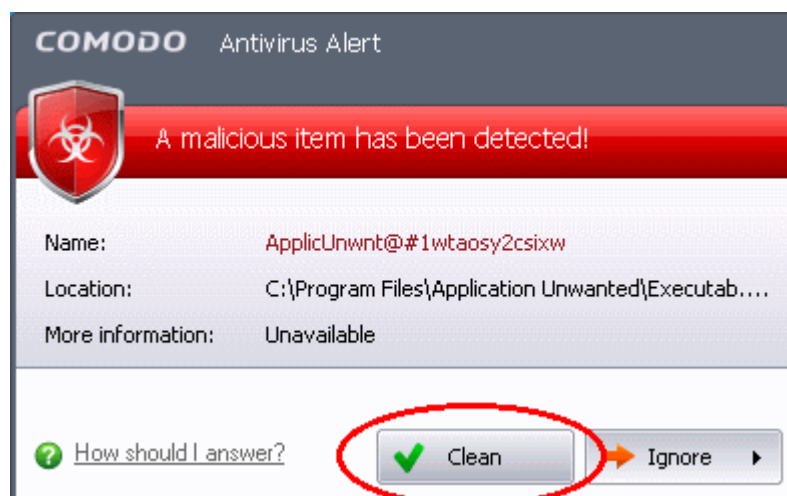 COMODO Antivirus Alert
A malicious item has been detected!
Name: ApplicUnwnt@#1wtaosy2csixw
Location: C:\Program Files\Application Unwanted\Executab....
More information: Unavailable
How should I answer? Clean Ignore